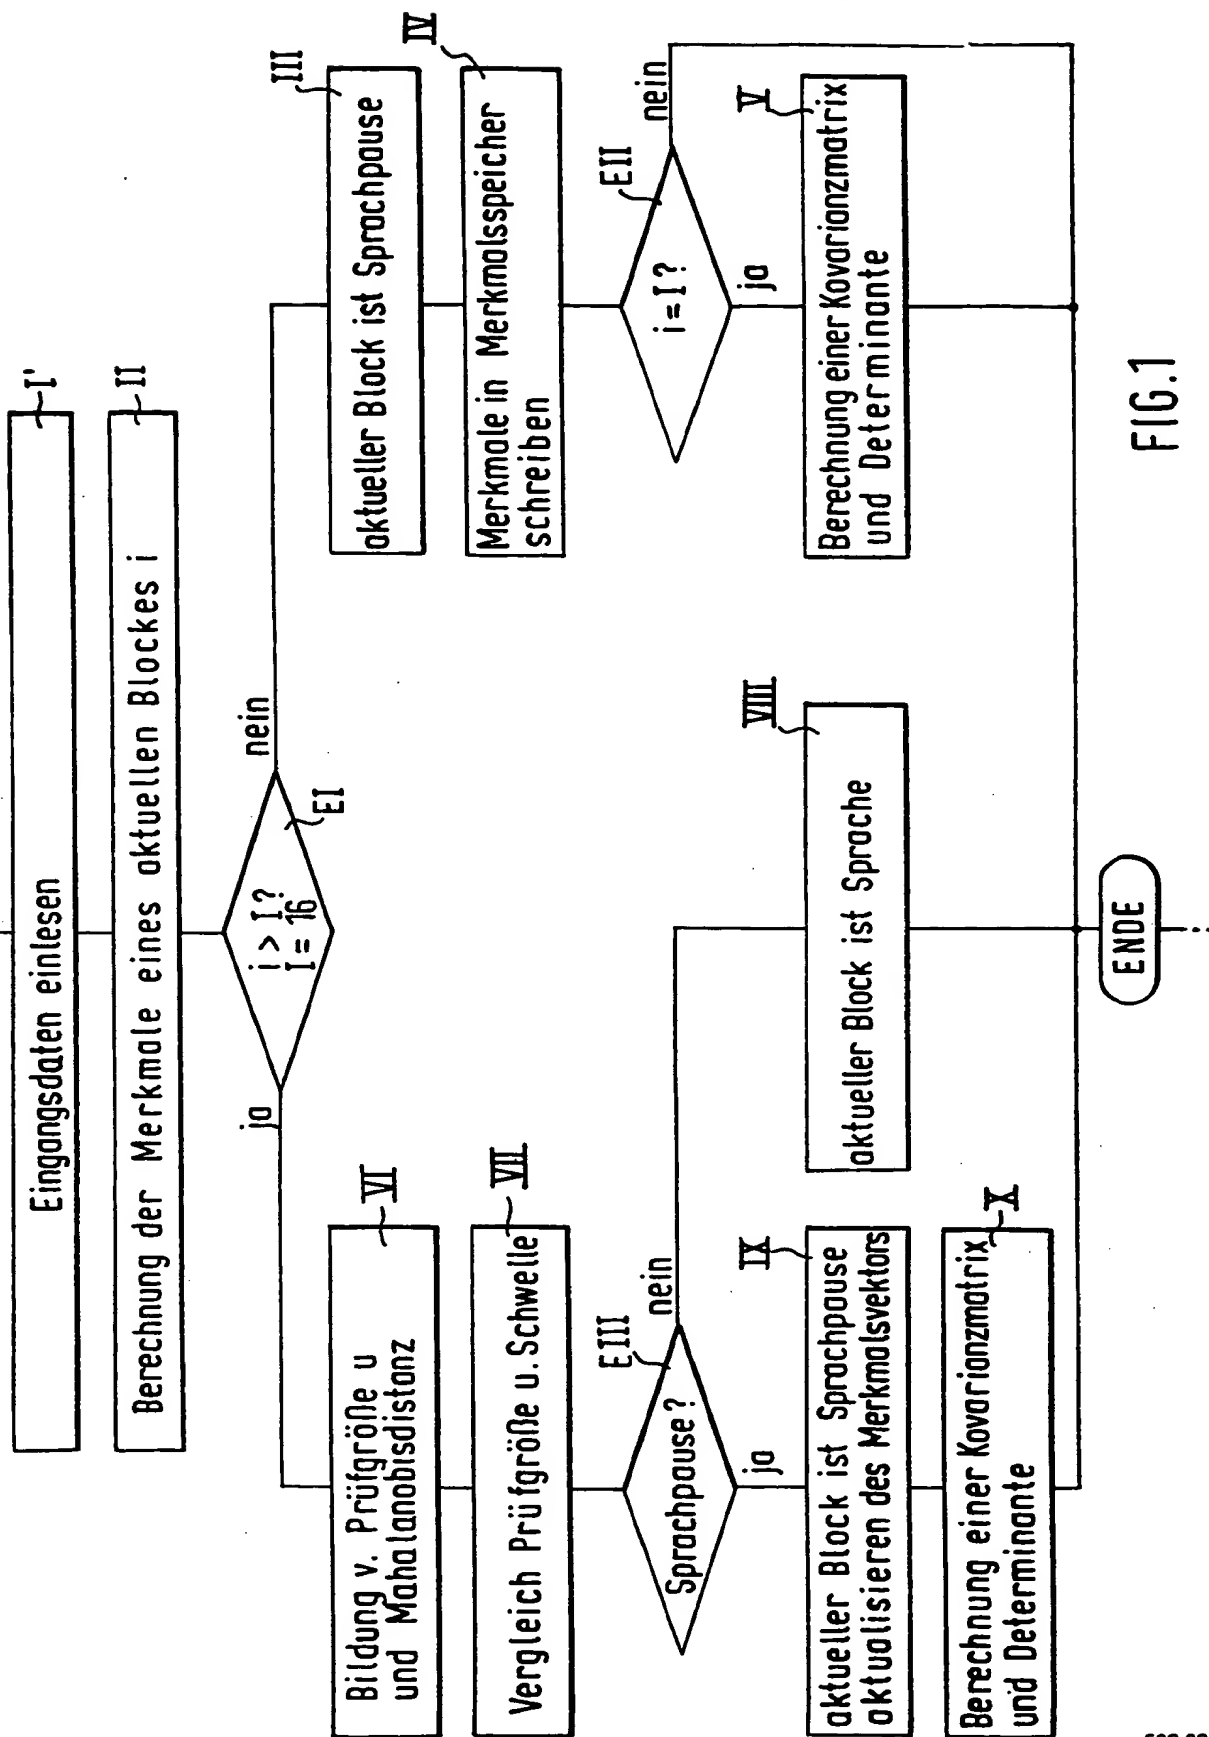 Eingangsdaten einlesen
I'
Berechnung der Merkmale eines aktuellen Blockes i
II
i > I?
I = 16
EI
ja
nein
Bildung v. Prüfgröße u
und Mahalanobisdistanz
VI
Vergleich Prüfgröße u. Schwelle
VII
Sprachpause?
EIII
ja
nein
aktueller Block ist Sprachpause
aktualisieren des Merkmalsvektors
IX
Berechnung einer Kovarianzmatrix
und Determinante
X
aktueller Block ist Sprache
VIII
aktueller Block ist Sprachpause
III
Merkmale in Merkmalsspeicher
schreiben
IV
i = I?
EII
ja
nein
Berechnung einer Kovarianzmatrix
und Determinante
V
ENDE
FIG.1